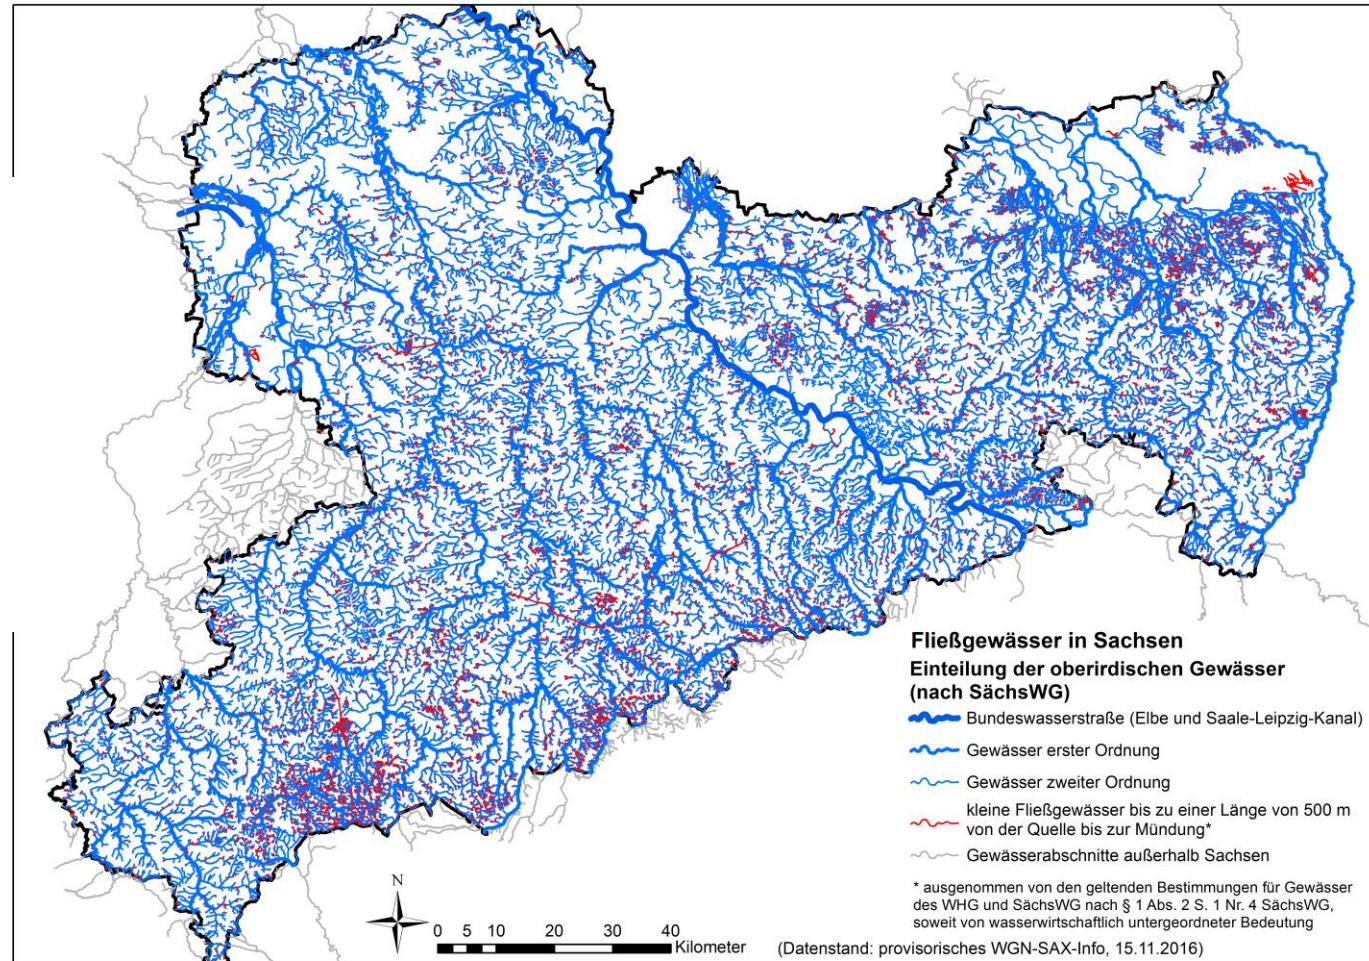 Fließgewässer in Sachsen
Einteilung der oberirdischen Gewässer
(nach SächsWG)
Bundeswasserstraße (Elbe und Saale-Leipzig-Kanal)
Gewässer erster Ordnung
Gewässer zweiter Ordnung
kleine Fließgewässer bis zu einer Länge von 500 m
von der Quelle bis zur Mündung*
Gewässerabschnitte außerhalb Sachsen
* ausgenommen von den geltenden Bestimmungen für Gewässer
des WHG und SächsWG nach § 1 Abs. 2 S. 1 Nr. 4 SächsWG,
soweit von wasserwirtschaftlich untergeordneter Bedeutung
N
0 5 10 20 30 40
Kilometer
(Datenstand: provisorisches WGN-SAX-Info, 15.11.2016)